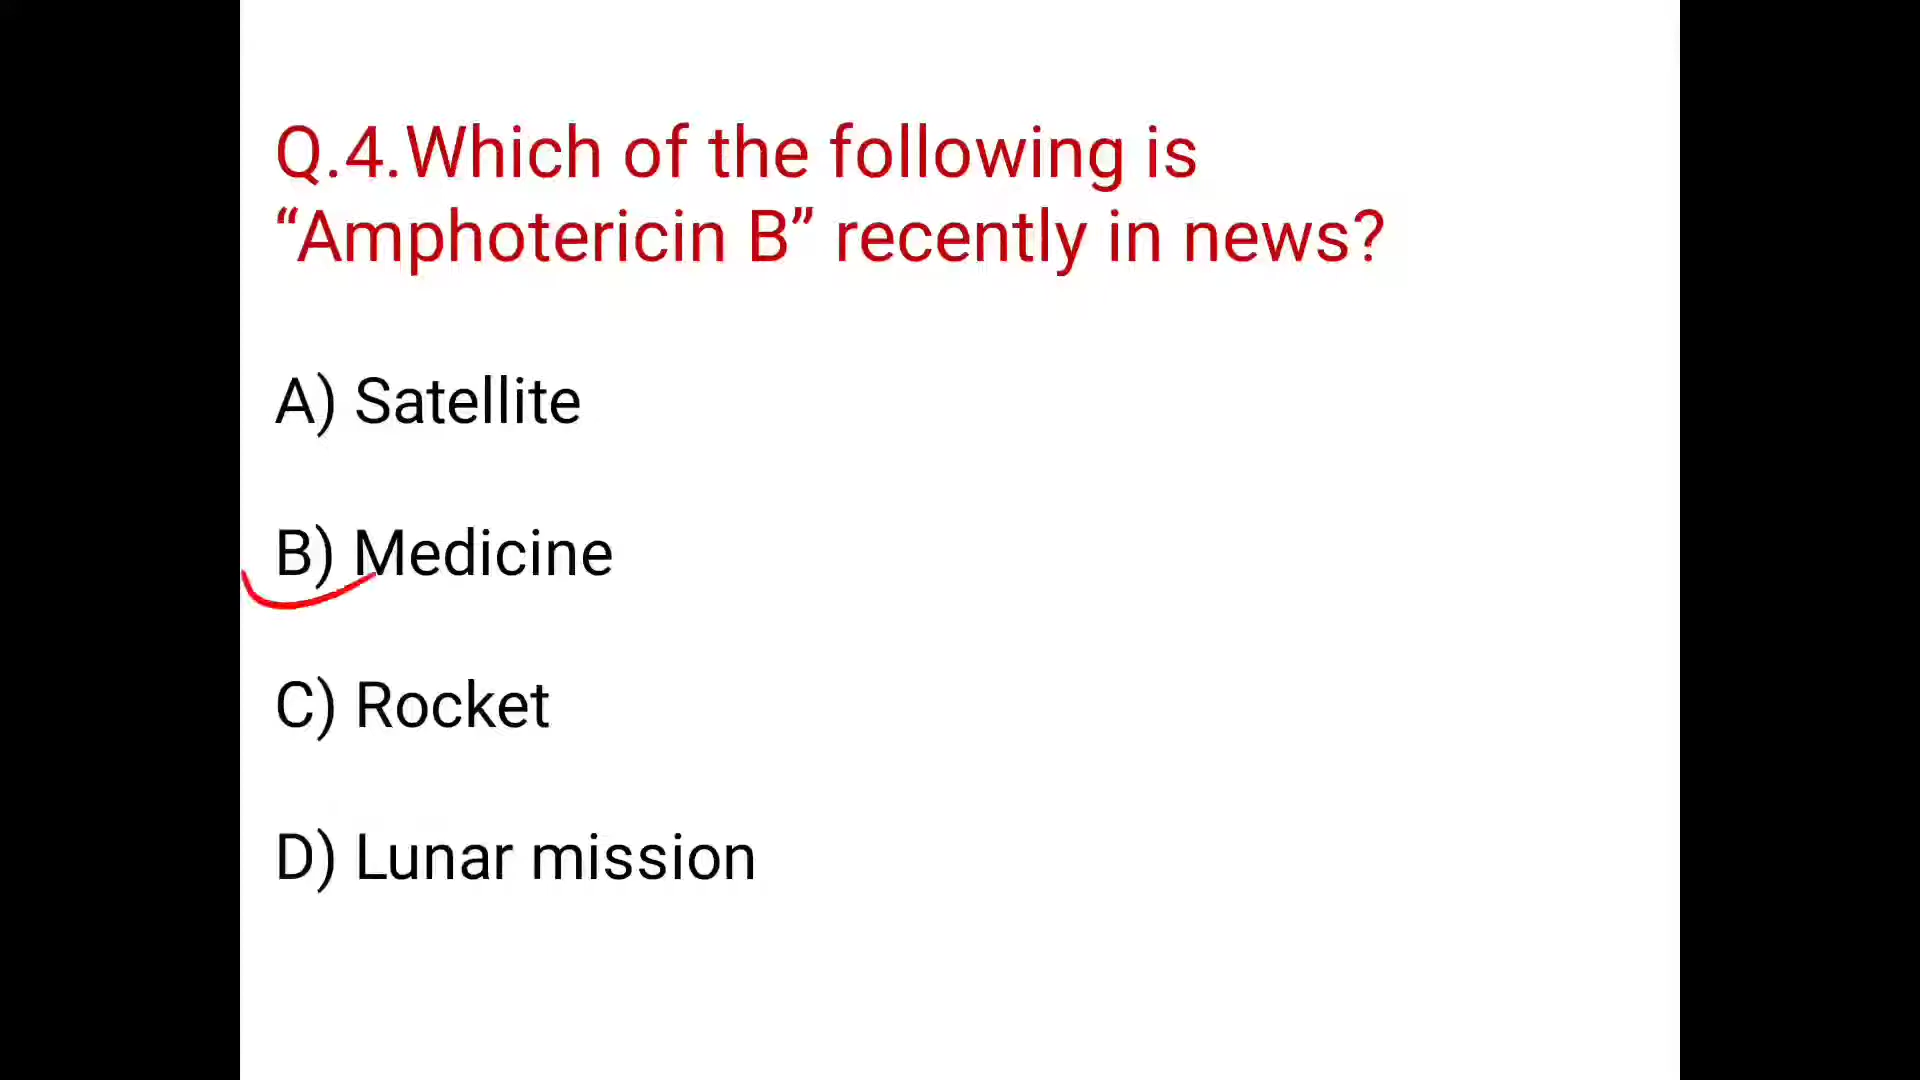 Q.4.Which of the following is
“Amphotericin B” recently in news?
A) Satellite
B) Medicine
C) Rocket
D) Lunar mission